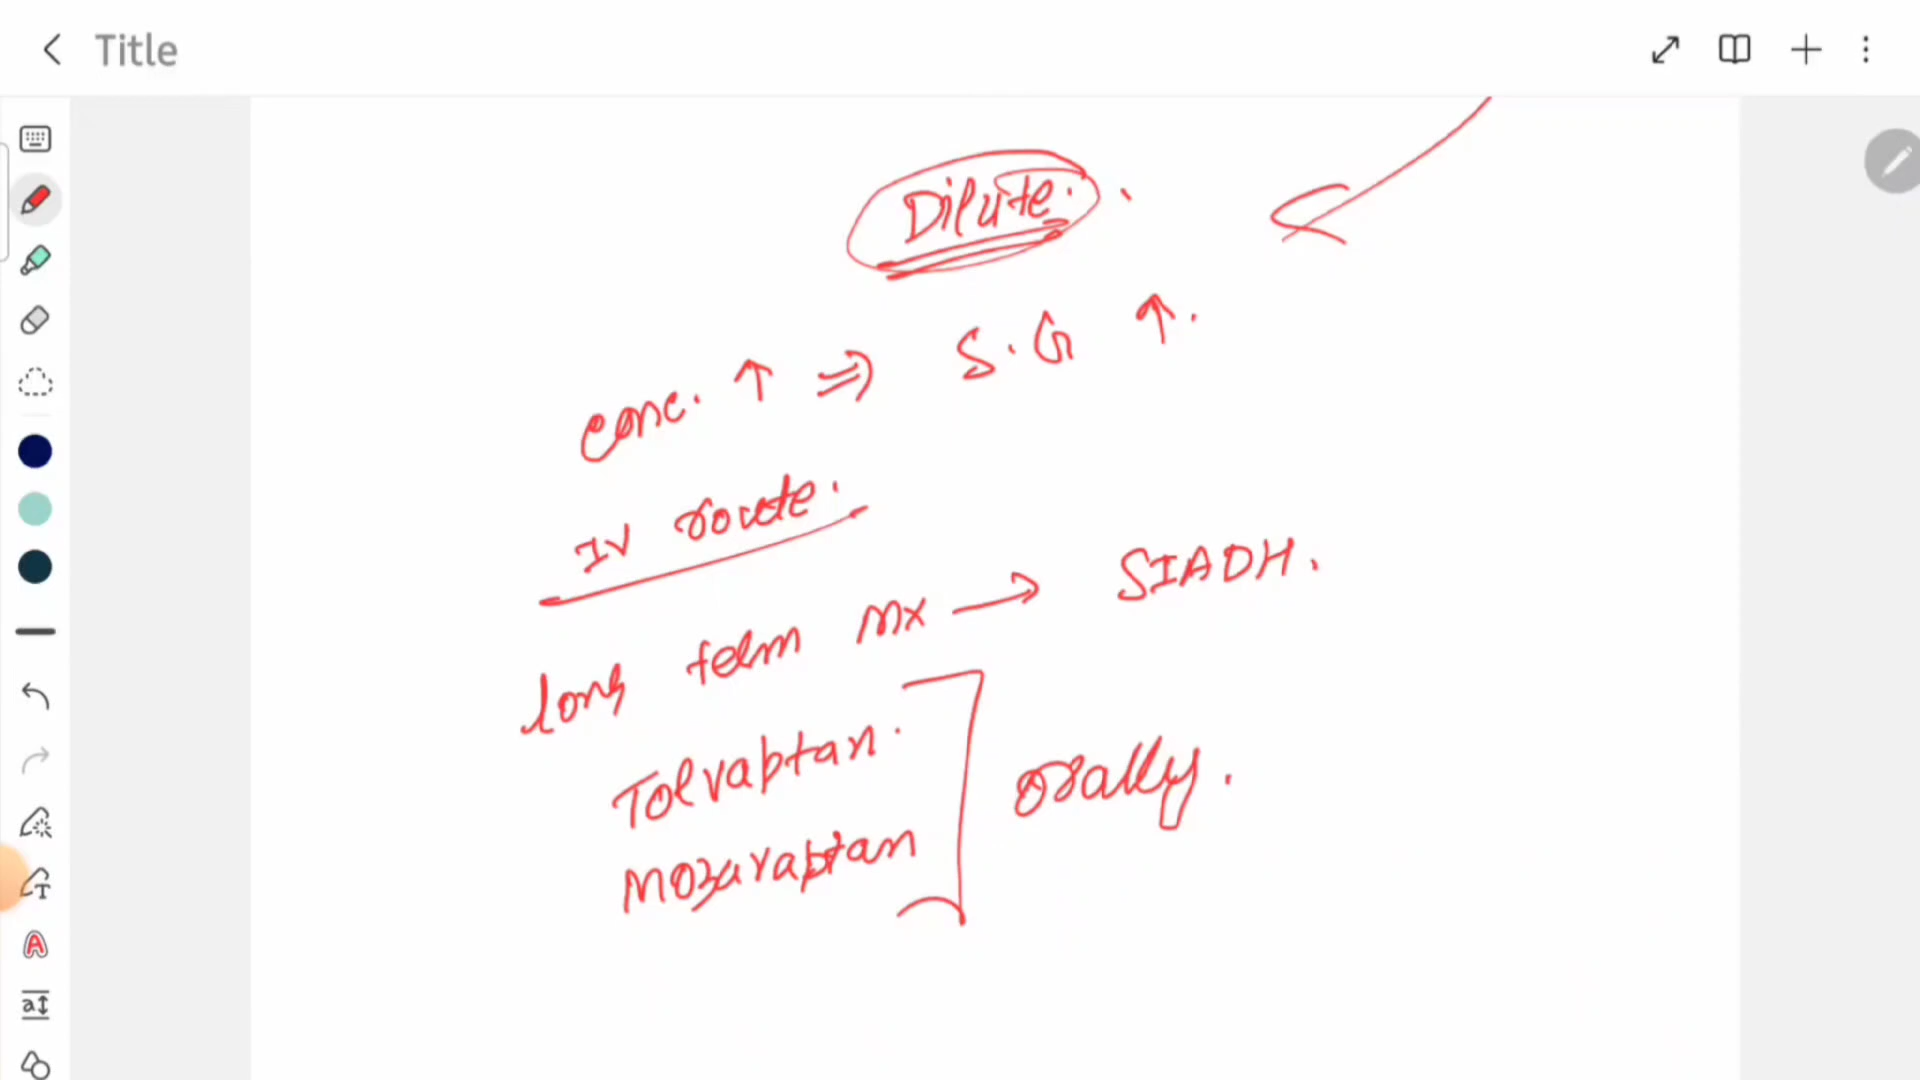 Title
Dilute.
conc. ↑ ⇒ S.G ↑.
IV route.
long term mx → SIADH.
Tolvaptan.
Mozavaptan
orally.